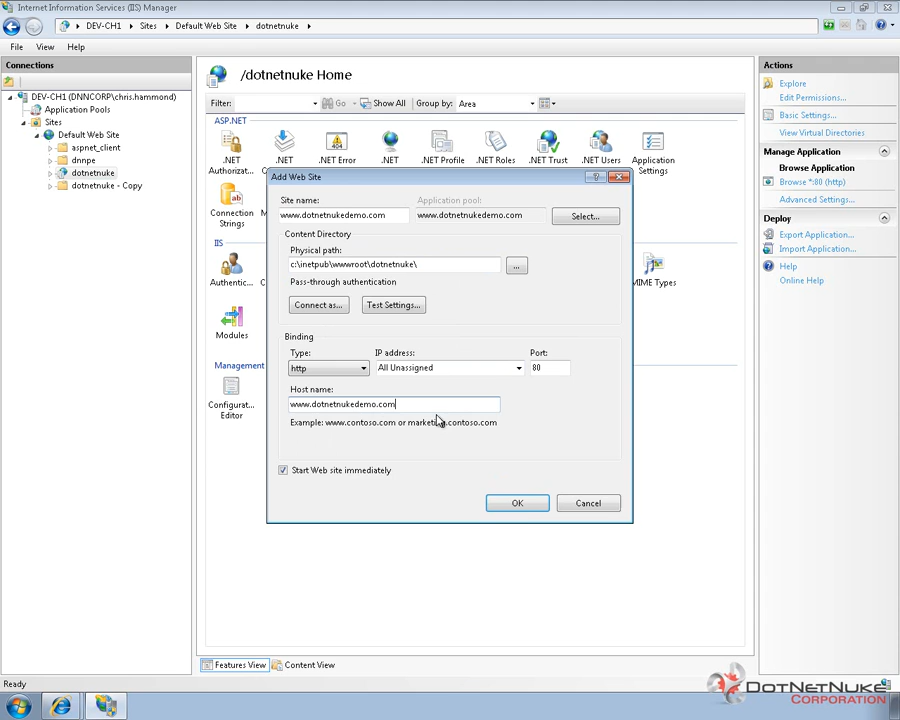 Internet Information Services (IIS) Manager
DEV-CH1 Sites Default Web Site dotnetnuke
File View Help
Connections
DEV-CH1 (DNNCORP\chris.hammond)
Application Pools
Sites
Default Web Site
aspnet_client
dnnpe
dotnetnuke
dotnetnuke - Copy
/dotnetnuke Home
Filter: Go Show All Group by: Area
ASP.NET
.NET Authorizat...
.NET
.NET Error
.NET
.NET Profile
.NET Roles
.NET Trust
.NET Users
Application Settings
Connection Strings
IIS
Authentic...
MIME Types
Modules
Management
Configurat... Editor
Add Web Site
Site name:
Application pool:
www.dotnetnukedemo.com
www.dotnetnukedemo.com
Select...
Content Directory
Physical path:
c:\inetpub\wwwroot\dotnetnuke\
...
Pass-through authentication
Connect as...
Test Settings...
Binding
Type:
IP address:
Port:
http
All Unassigned
80
Host name:
www.dotnetnukedemo.com
Example: www.contoso.com or marketing.contoso.com
Start Web site immediately
OK
Cancel
Features View
Content View
Actions
Explore
Edit Permissions...
Basic Settings...
View Virtual Directories
Manage Application
Browse Application
Browse *:80 (http)
Advanced Settings...
Deploy
Export Application...
Import Application...
Help
Online Help
Ready
DOTNETNUKE
CORPORATION